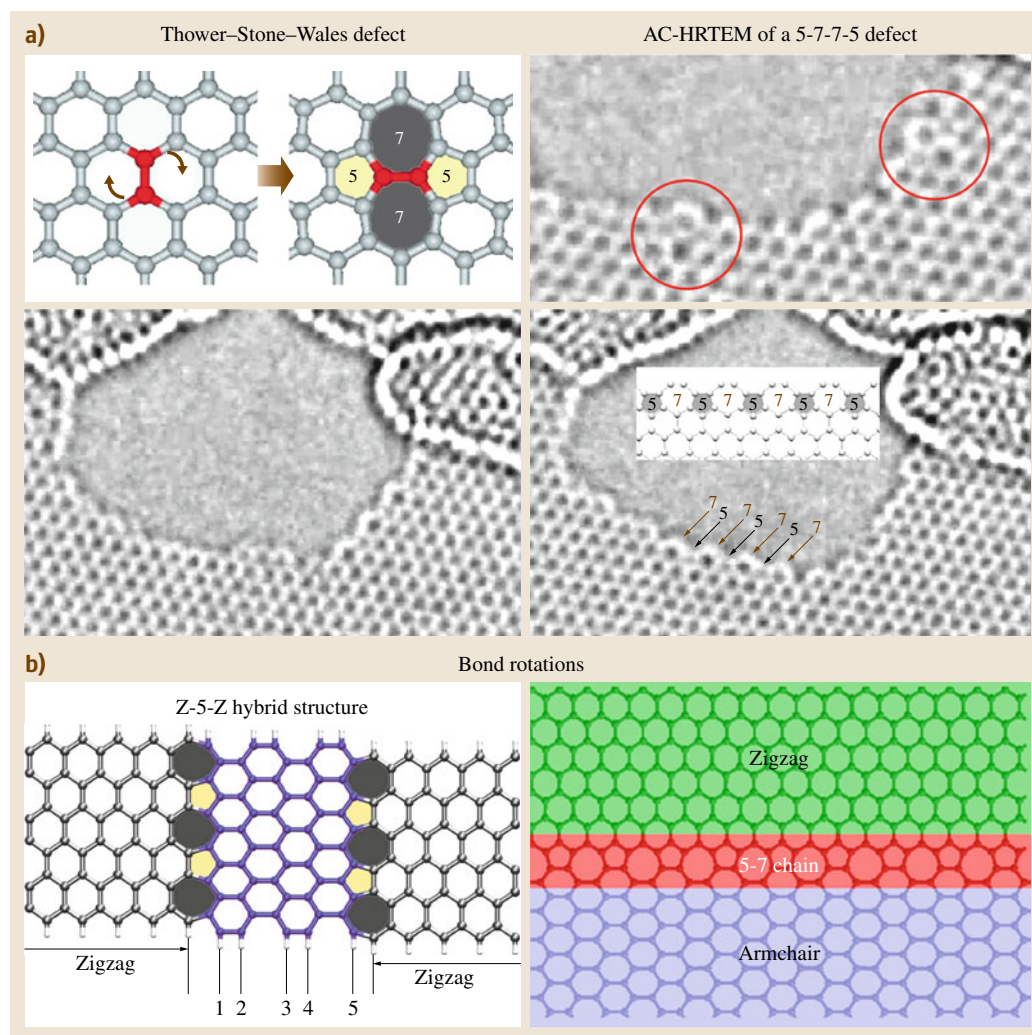 a)
Thower–Stone–Wales defect
AC-HRTEM of a 5-7-7-5 defect
7
5 5
7
5 7 5 7 5 7 5 7 5
7
5
7
5
7
5
7
b)
Bond rotations
Z-5-Z hybrid structure
Zigzag
Zigzag
1 2 3 4 5
Zigzag
5-7 chain
Armchair